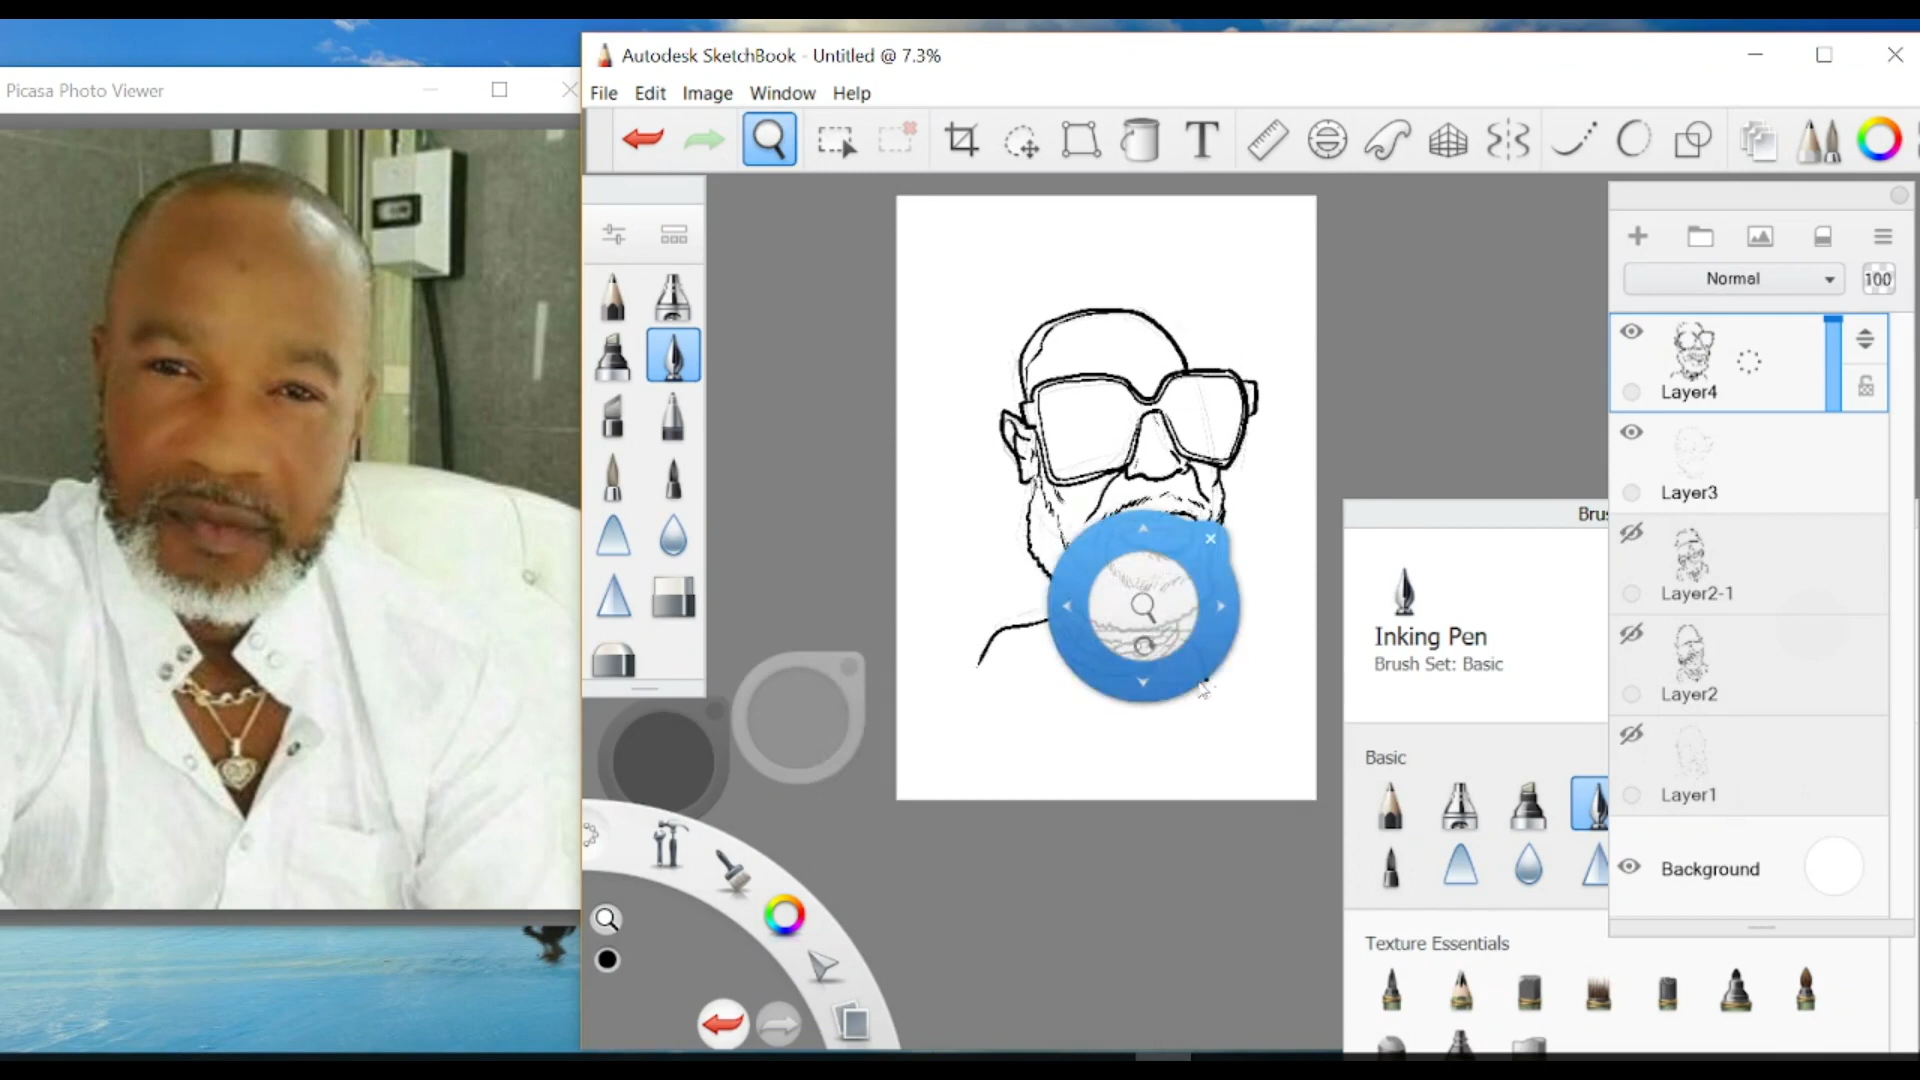 Autodesk SketchBook - Untitled @ 7.3%
Picasa Photo Viewer
File Edit Image Window Help
T
Normal 100
Layer4
Layer3
Layer2-1
Layer2
Layer1
Background
Brus
Inking Pen
Brush Set: Basic
Basic
Texture Essentials